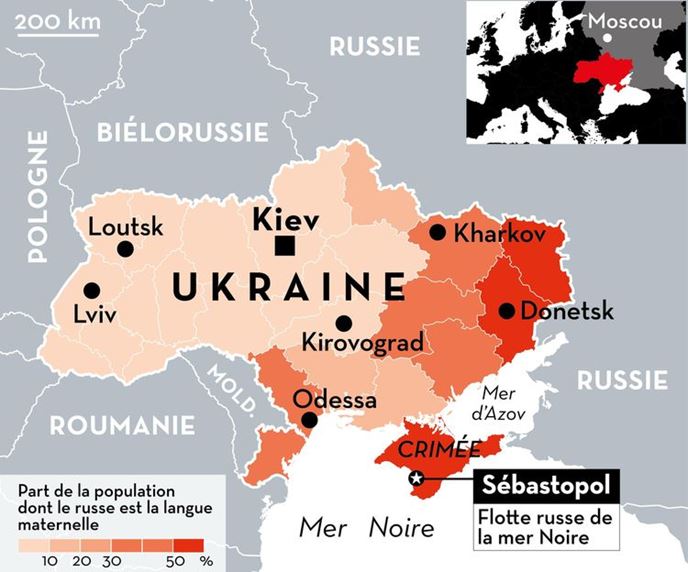 200 km
RUSSIE
Moscou
BIÉLORUSSIE
POLOGNE
Loutsk
Kiev
Kharkov
UKRAINE
Lviv
Donetsk
Kirovograd
RUSSIE
MOLD.
Odessa
Mer
d'Azov
ROUMANIE
CRIMÉE
Sébastopol
Flotte russe de
la mer Noire
Mer Noire
Part de la population
dont le russe est la langue
maternelle
10 20 30 50 %